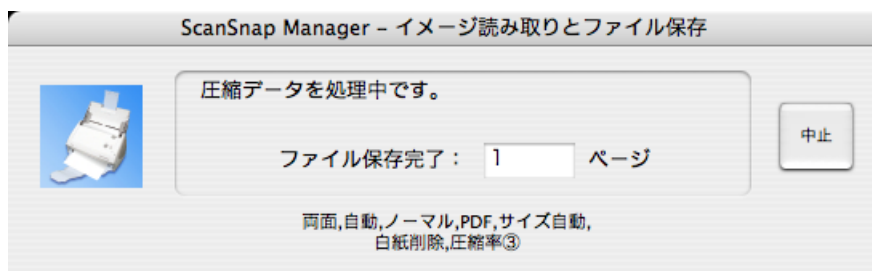 ScanSnap Manager – イメージ読み取りとファイル保存
圧縮データを処理中です。
ファイル保存完了： 1 ページ
中止
両面,自動,ノーマル,PDF,サイズ自動,
白紙削除,圧縮率③